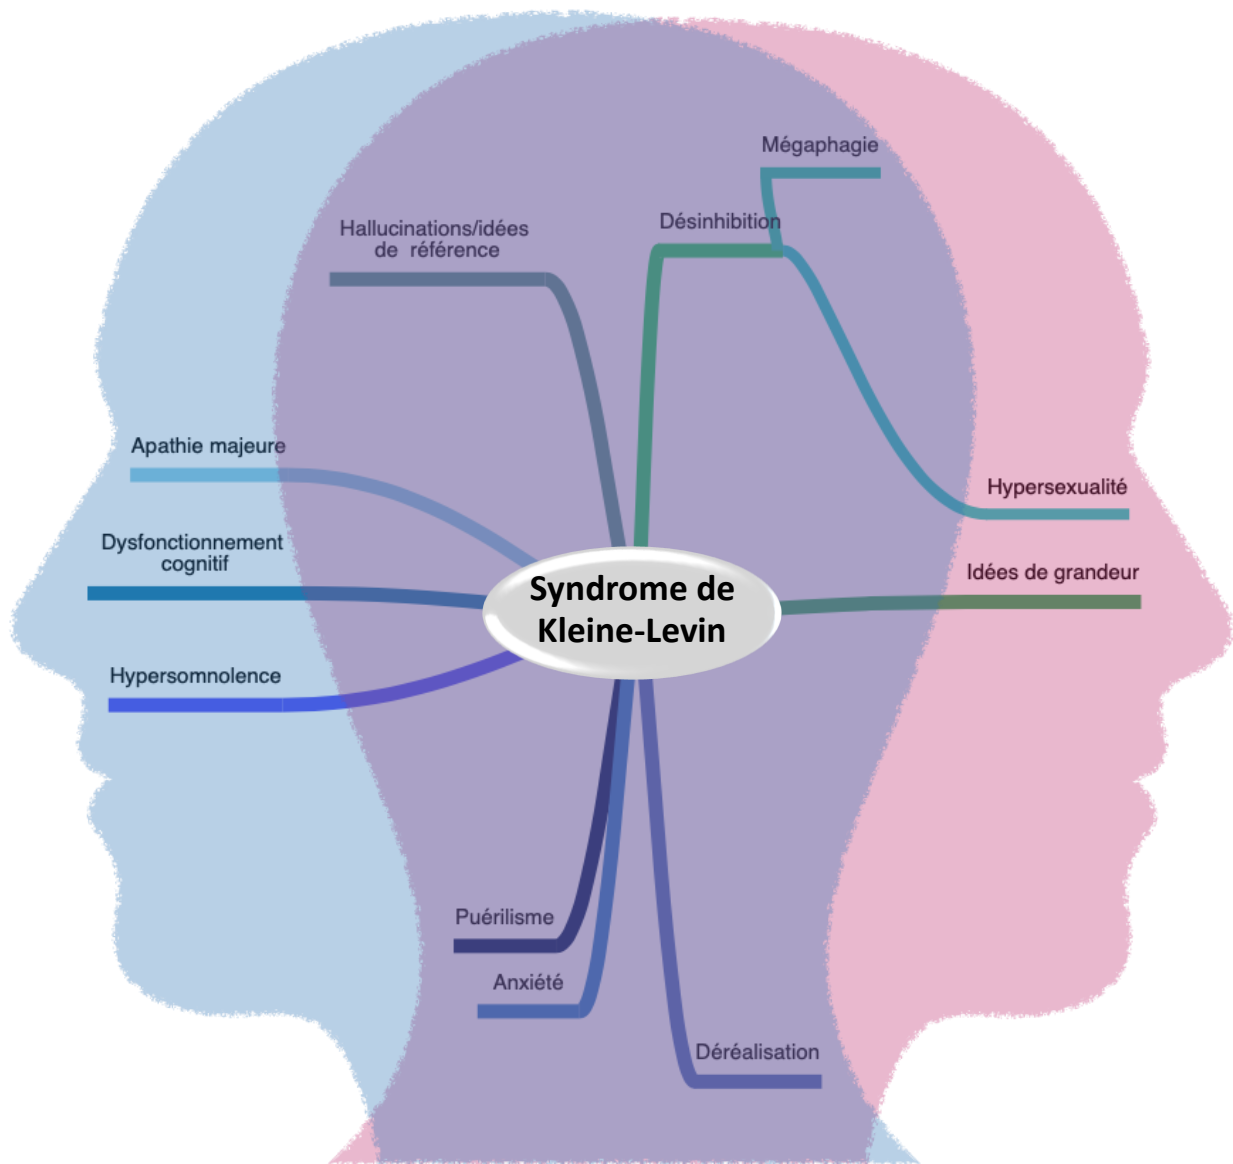 Mégaphagie
Désinhibition
Hallucinations/idées
de référence
Apathie majeure
Hypersexualité
Dysfonctionnement
cognitif
Idées de grandeur
Syndrome de
Kleine-Levin
Hypersomnolence
Puérilisme
Anxiété
Déréalisation